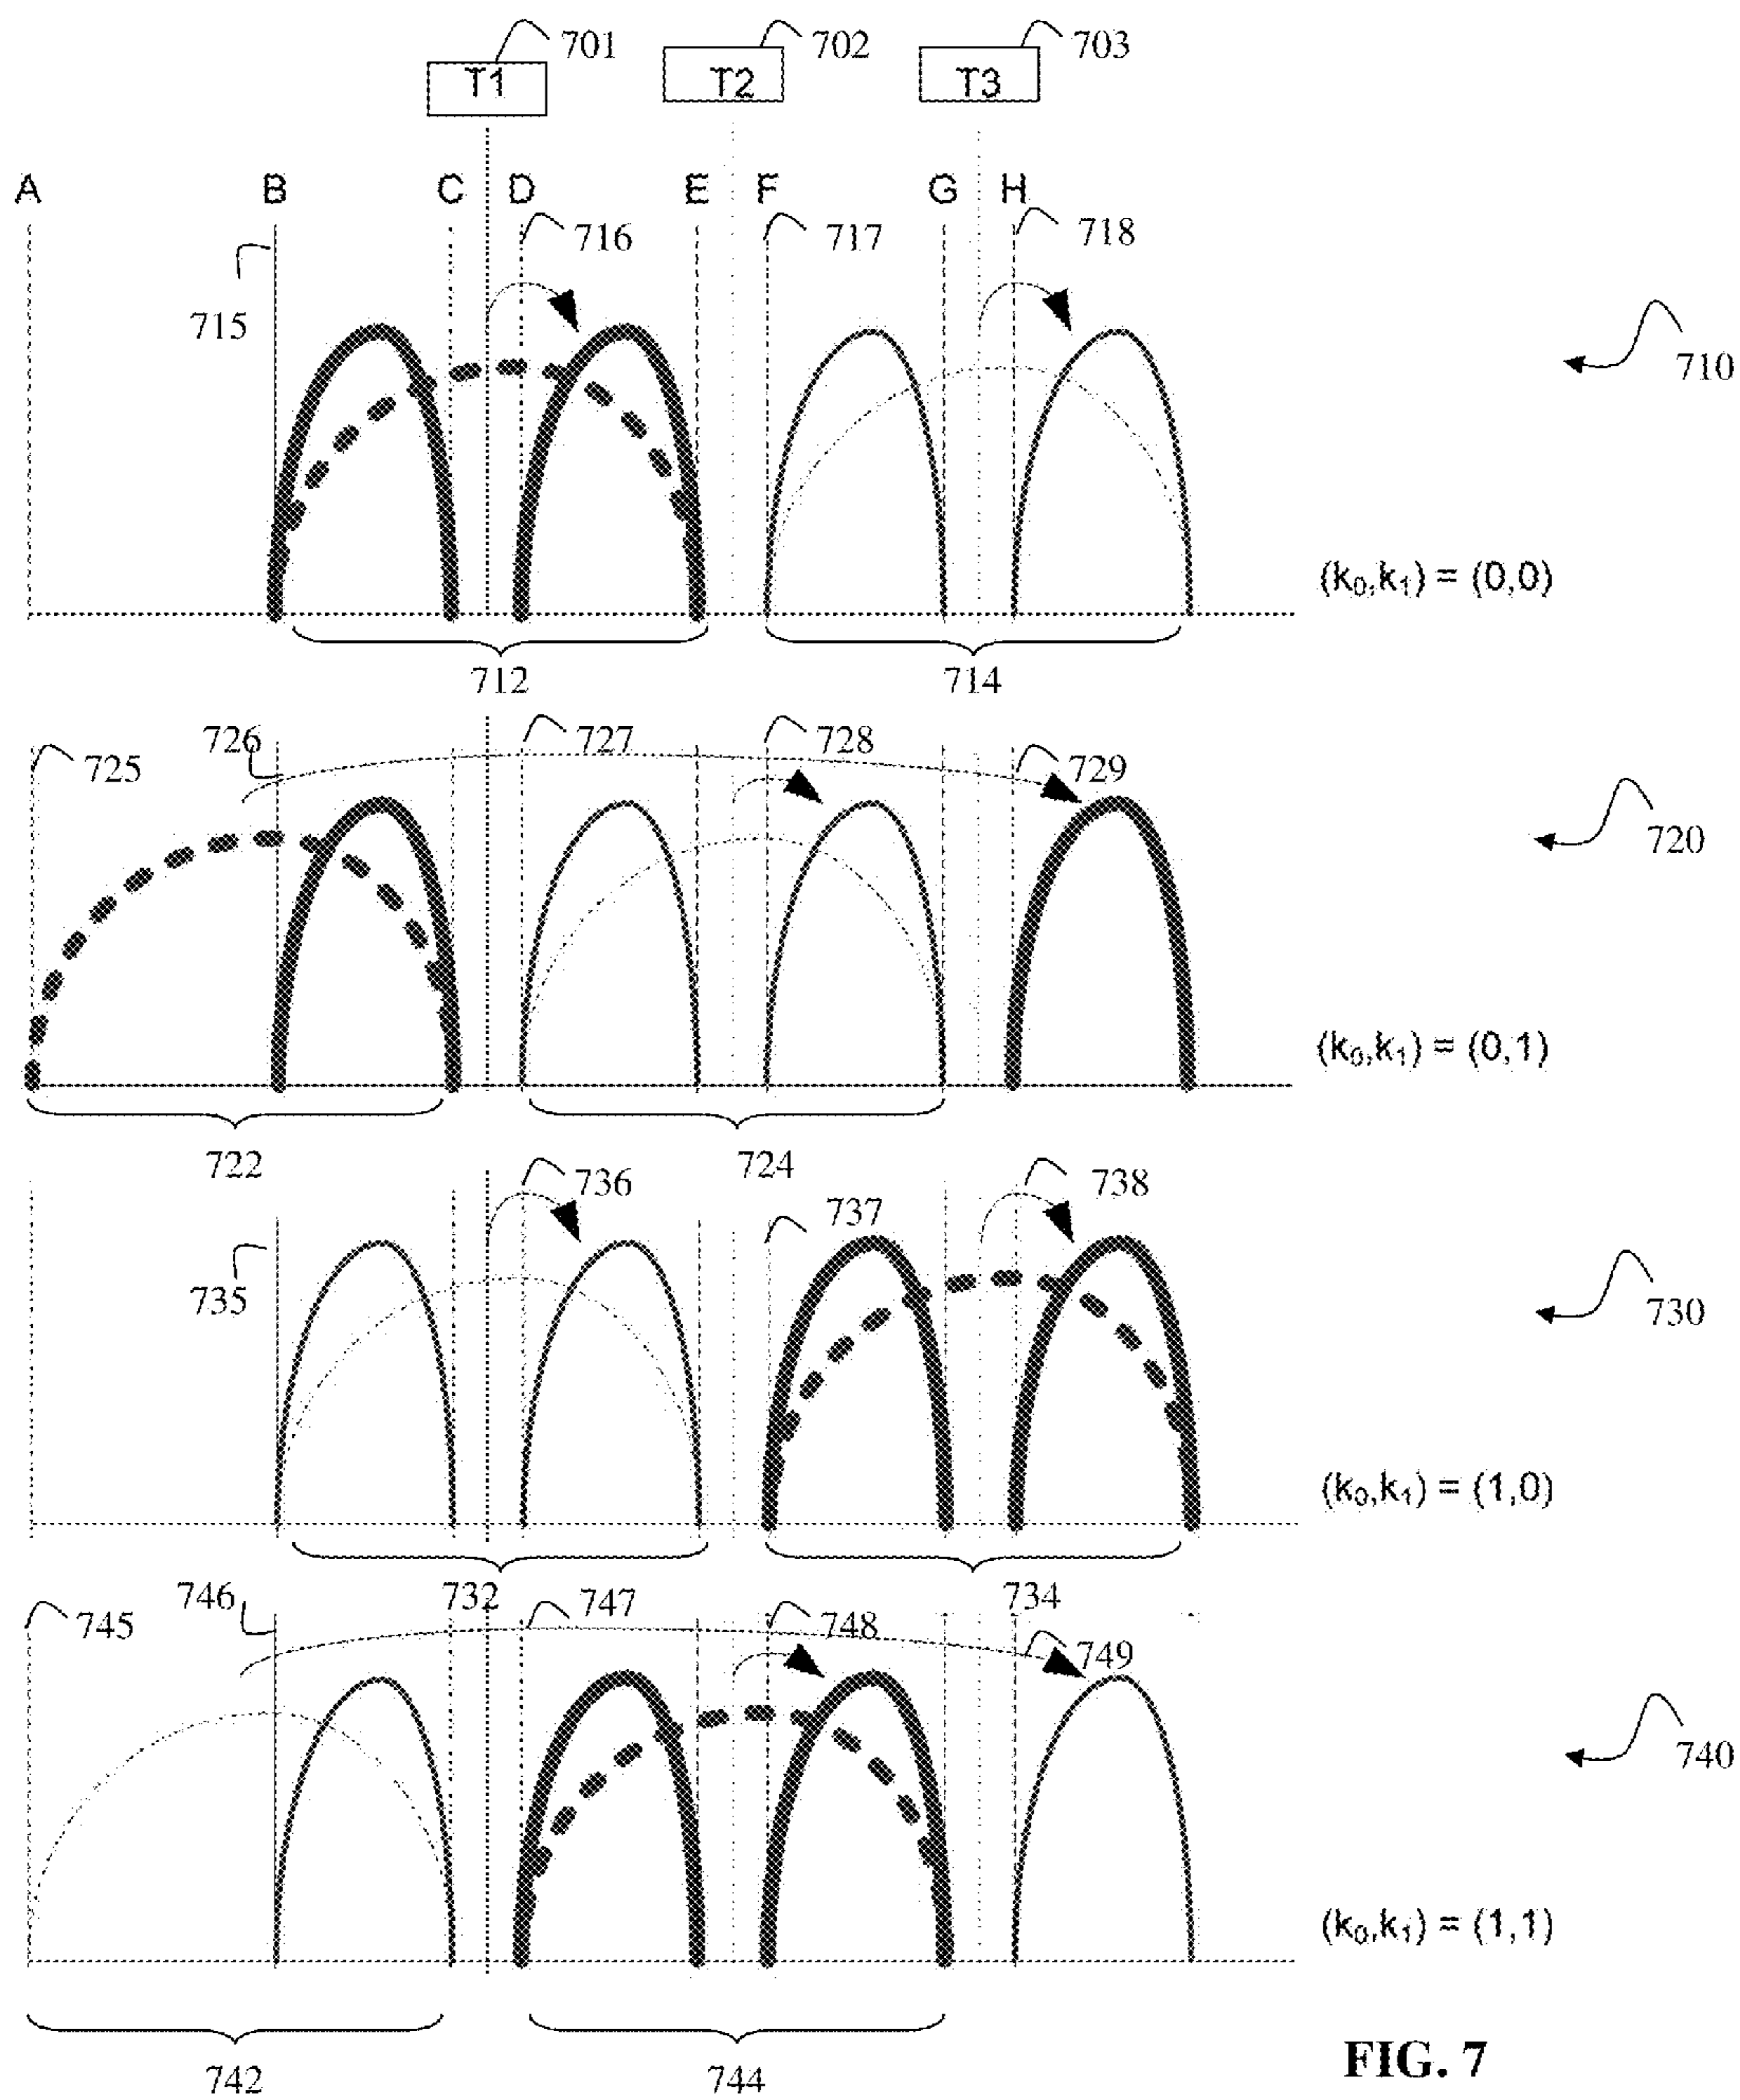 701 702 703
T1 T2 T3
A B C D E F G H
716 717 718
715
710
(k₀,k₁) = (0,0)
712 714
726 727 728
725 729
720
(k₀,k₁) = (0,1)
722 724
736 738
737
735
730
(k₀,k₁) = (1,0)
746 732 747 734
745 748
749
740
(k₀,k₁) = (1,1)
742 744
FIG. 7